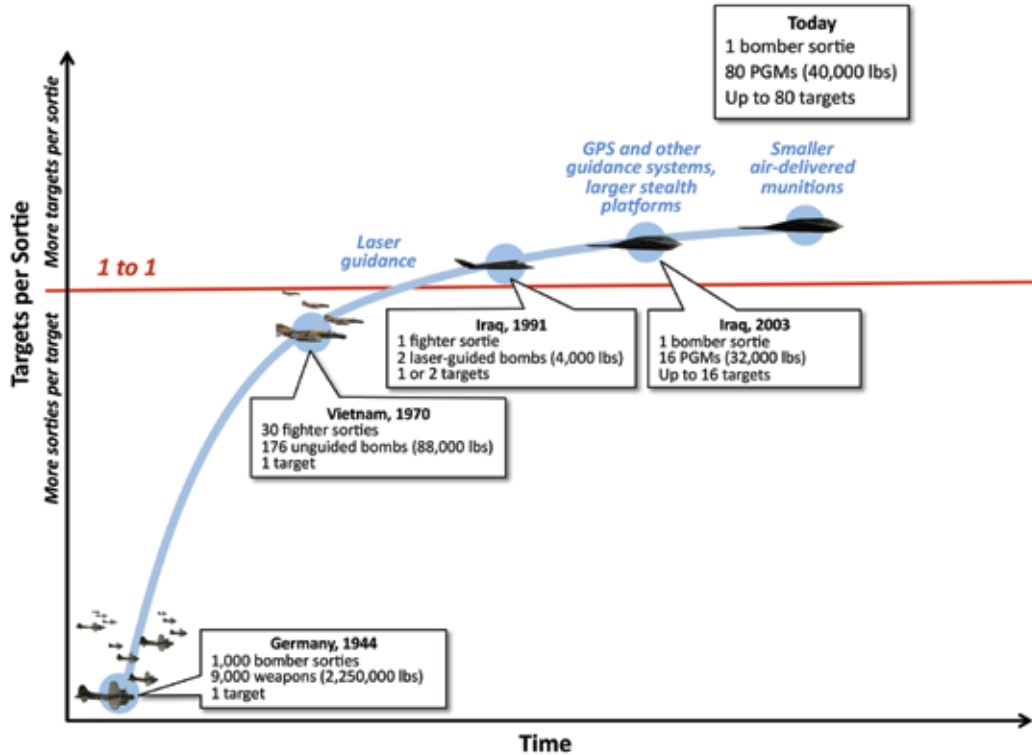 Today
1 bomber sortie
80 PGMs (40,000 lbs)
Up to 80 targets
More targets per sortie
Targets per Sortie
More sorties per target
GPS and other
guidance systems,
larger stealth
platforms
Smaller
air-delivered
munitions
Laser
guidance
1 to 1
Iraq, 1991
1 fighter sortie
2 laser-guided bombs (4,000 lbs)
1 or 2 targets
Iraq, 2003
1 bomber sortie
16 PGMs (32,000 lbs)
Up to 16 targets
Vietnam, 1970
30 fighter sorties
176 unguided bombs (88,000 lbs)
1 target
Germany, 1944
1,000 bomber sorties
9,000 weapons (2,250,000 lbs)
1 target
Time